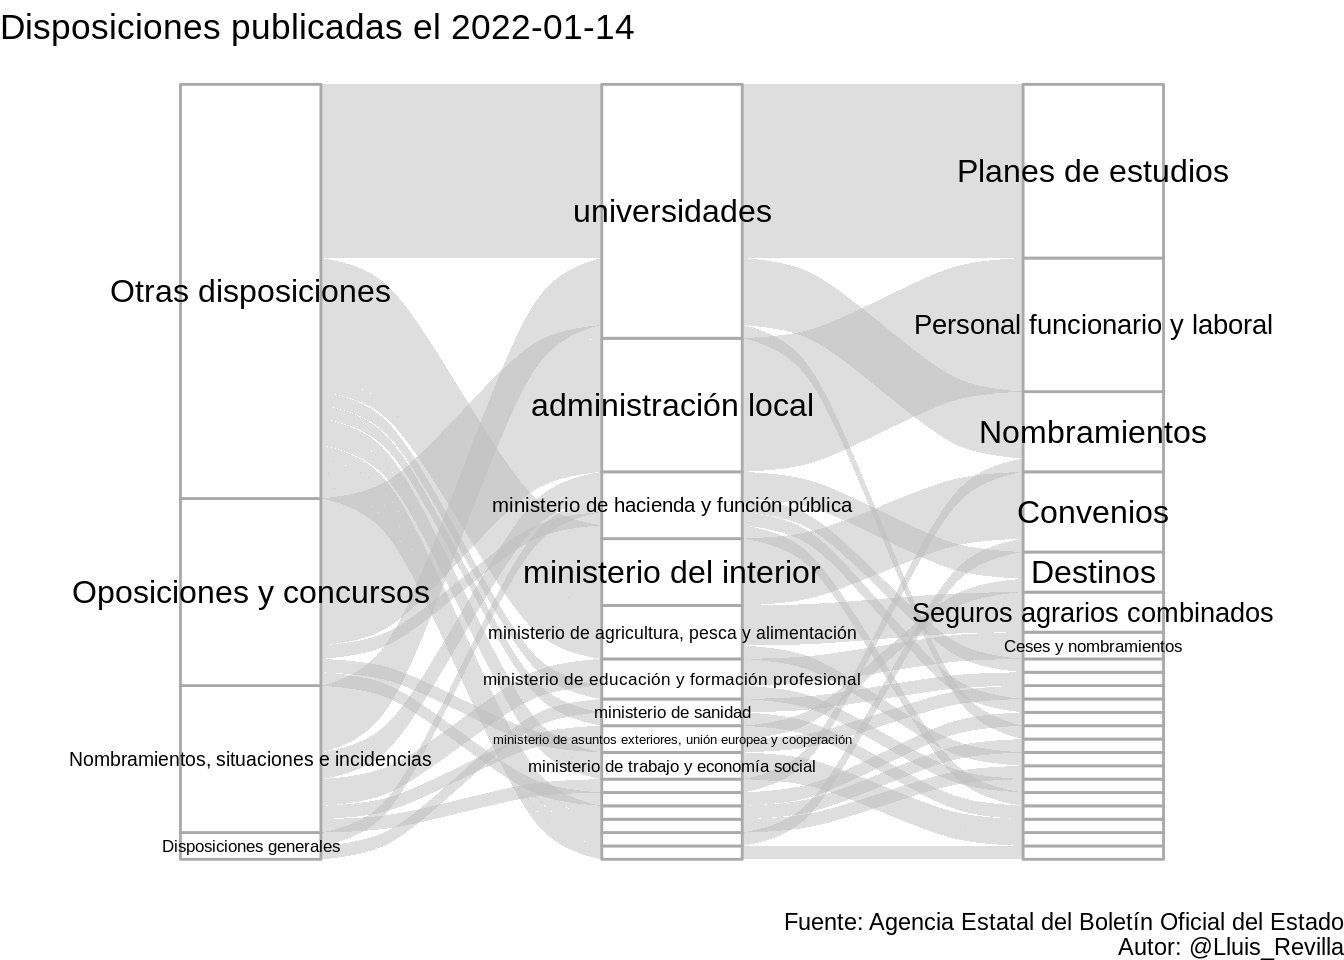 Disposiciones publicadas el 2022-01-14
Otras disposiciones
Oposiciones y concursos
Nombramientos, situaciones e incidencias
Disposiciones generales
universidades
administración local
ministerio de hacienda y función pública
ministerio del interior
ministerio de agricultura, pesca y alimentación
ministerio de educación y formación profesional
ministerio de sanidad
ministerio de asuntos exteriores, unión europea y cooperación
ministerio de trabajo y economía social
Planes de estudios
Personal funcionario y laboral
Nombramientos
Convenios
Destinos
Seguros agrarios combinados
Ceses y nombramientos
Fuente: Agencia Estatal del Boletín Oficial del Estado
Autor: @Lluis_Revilla